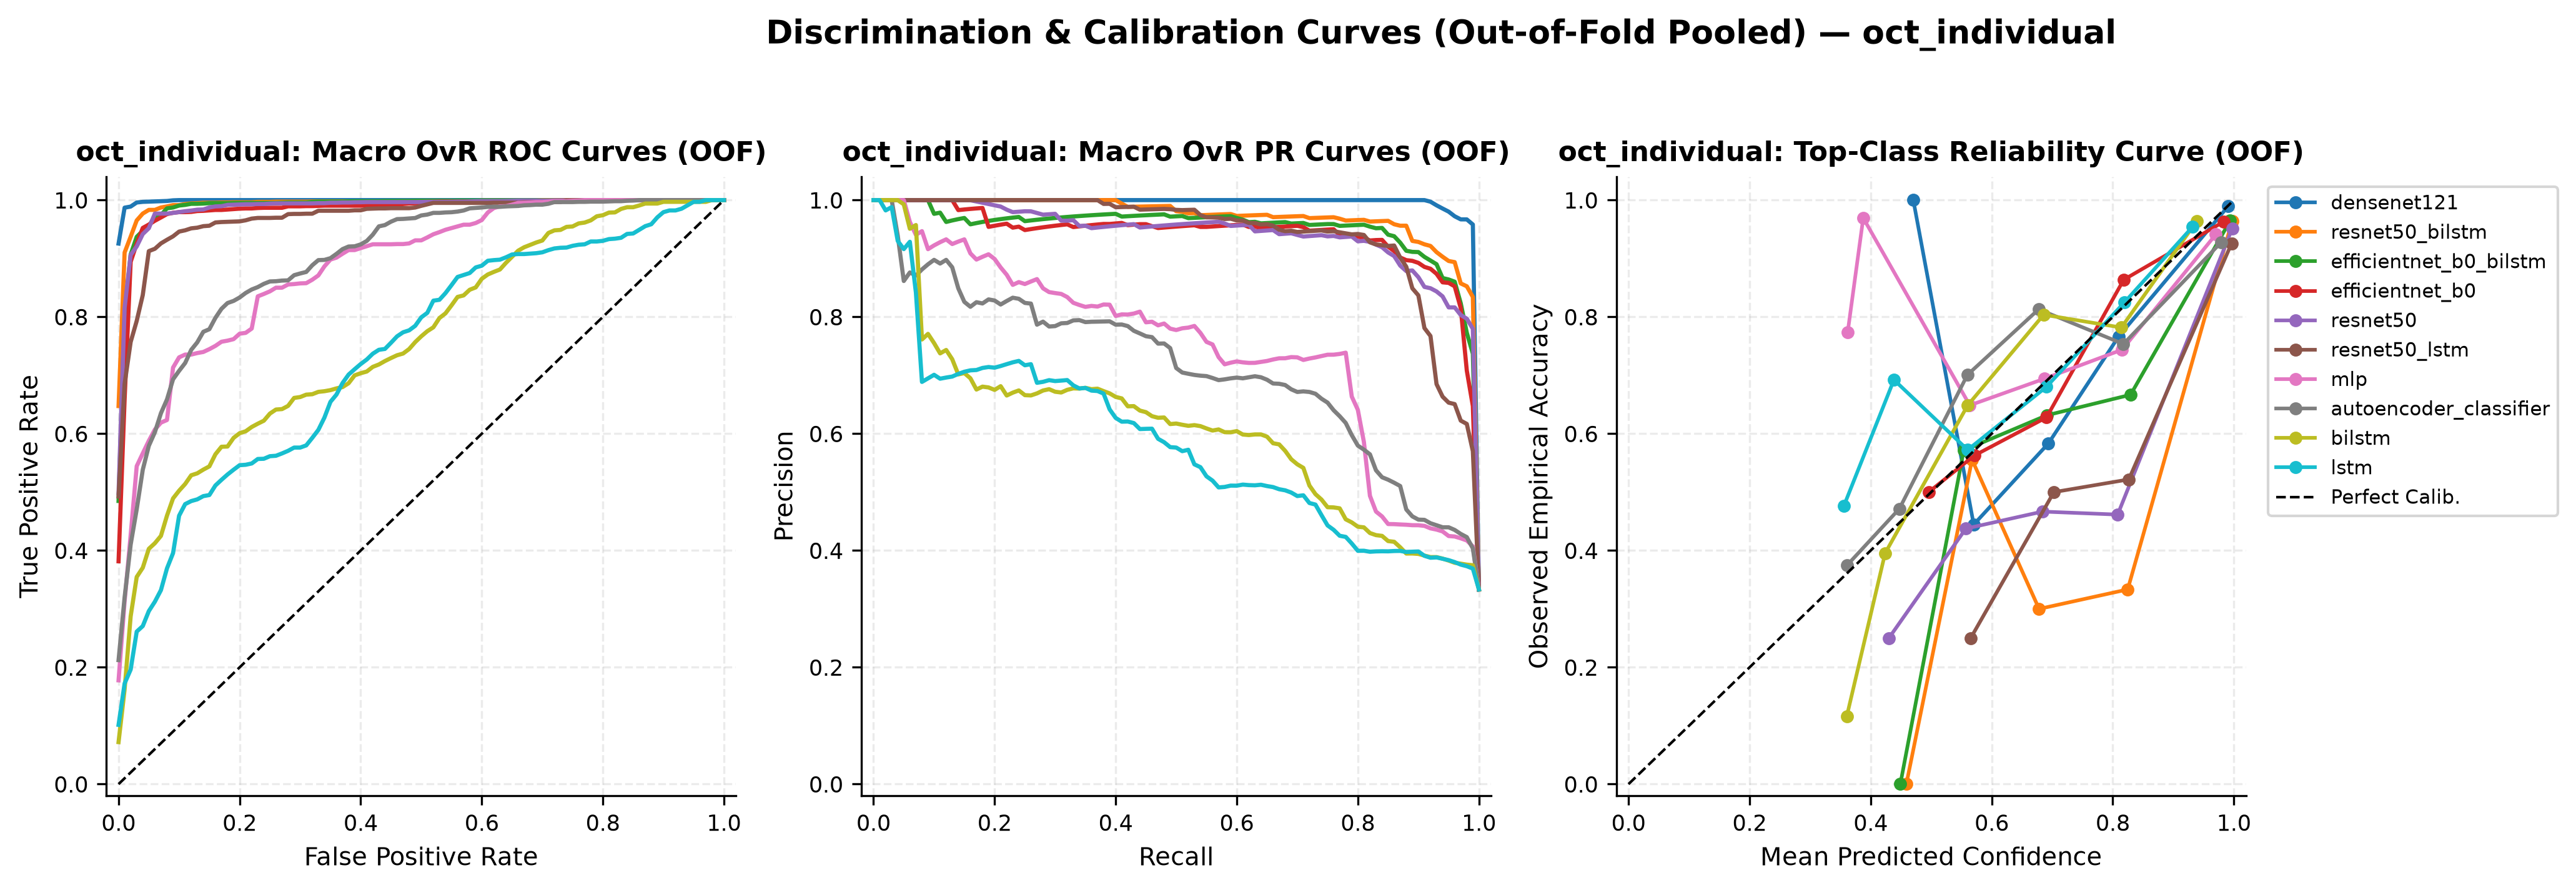 Discrimination & Calibration Curves (Out-of-Fold Pooled) — oct_individual
oct_individual: Macro OvR ROC Curves (OOF)
True Positive Rate
1.0
0.8
0.6
0.4
0.2
0.0
0.0 0.2 0.4 0.6 0.8 1.0
False Positive Rate
oct_individual: Macro OvR PR Curves (OOF)
Precision
1.0
0.8
0.6
0.4
0.2
0.0
0.0 0.2 0.4 0.6 0.8 1.0
Recall
oct_individual: Top-Class Reliability Curve (OOF)
Observed Empirical Accuracy
1.0
0.8
0.6
0.4
0.2
0.0
0.0 0.2 0.4 0.6 0.8 1.0
Mean Predicted Confidence
densenet121
resnet50_bilstm
efficientnet_b0_bilstm
efficientnet_b0
resnet50
resnet50_lstm
mlp
autoencoder_classifier
bilstm
lstm
Perfect Calib.